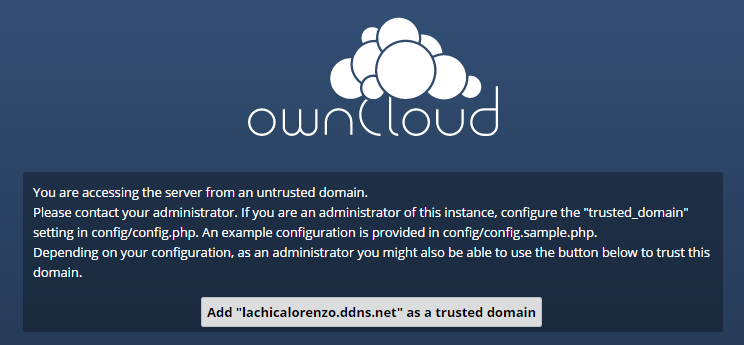 ownCloud
You are accessing the server from an untrusted domain.
Please contact your administrator. If you are an administrator of this instance, configure the "trusted_domain"
setting in config/config.php. An example configuration is provided in config/config.sample.php.
Depending on your configuration, as an administrator you might also be able to use the button below to trust this
domain.
Add "lachicalorenzo.ddns.net" as a trusted domain